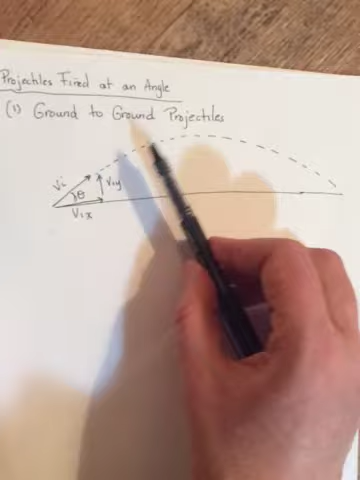 Projectiles Fired at an Angle
(1) Ground to Ground Projectiles
Vi
θ
Viy
Vix